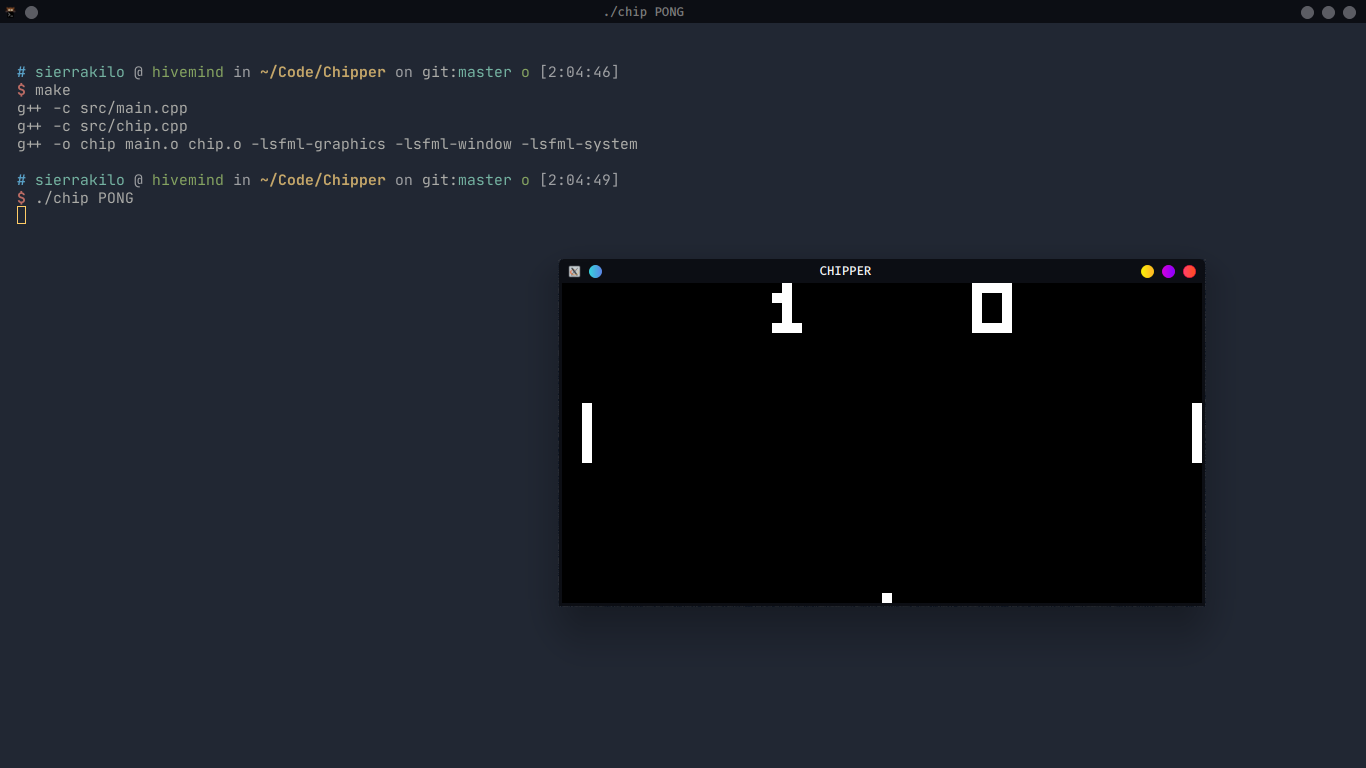 ./chip PONG
# sierrakilo @ hivemind in ~/Code/Chipper on git:master o [2:04:46]
$ make
g++ -c src/main.cpp
g++ -c src/chip.cpp
g++ -o chip main.o chip.o -lsfml-graphics -lsfml-window -lsfml-system
# sierrakilo @ hivemind in ~/Code/Chipper on git:master o [2:04:49]
$ ./chip PONG
CHIPPER
1 0